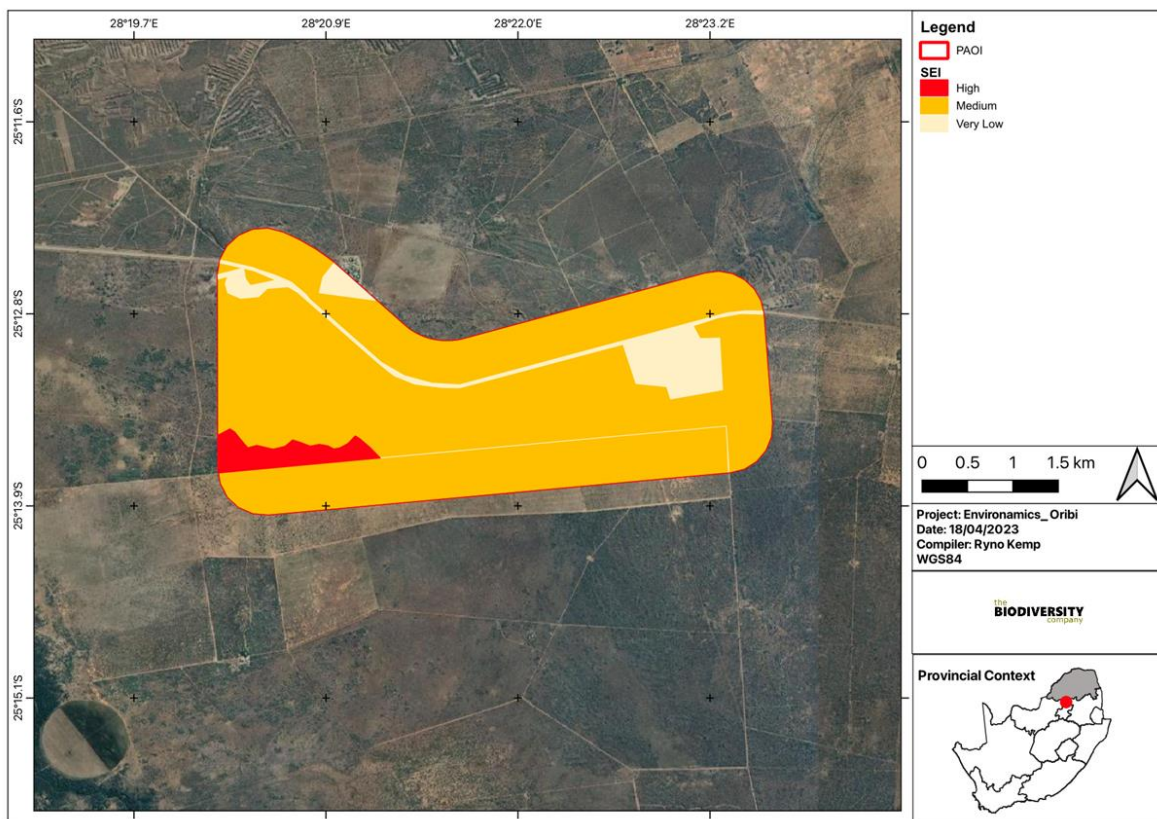 28°19.7'E
28°20.9'E
28°22.0'E
28°23.2'E
25°11.6'S
25°12.8'S
25°13.9'S
25°15.1'S
Legend
PAOI
SEI
High
Medium
Very Low
0 0.5 1 1.5 km
Project: Environamics_Oribi
Date: 18/04/2023
Compiler: Ryno Kemp
WGS84
the
BIODIVERSITY
company
Provincial Context